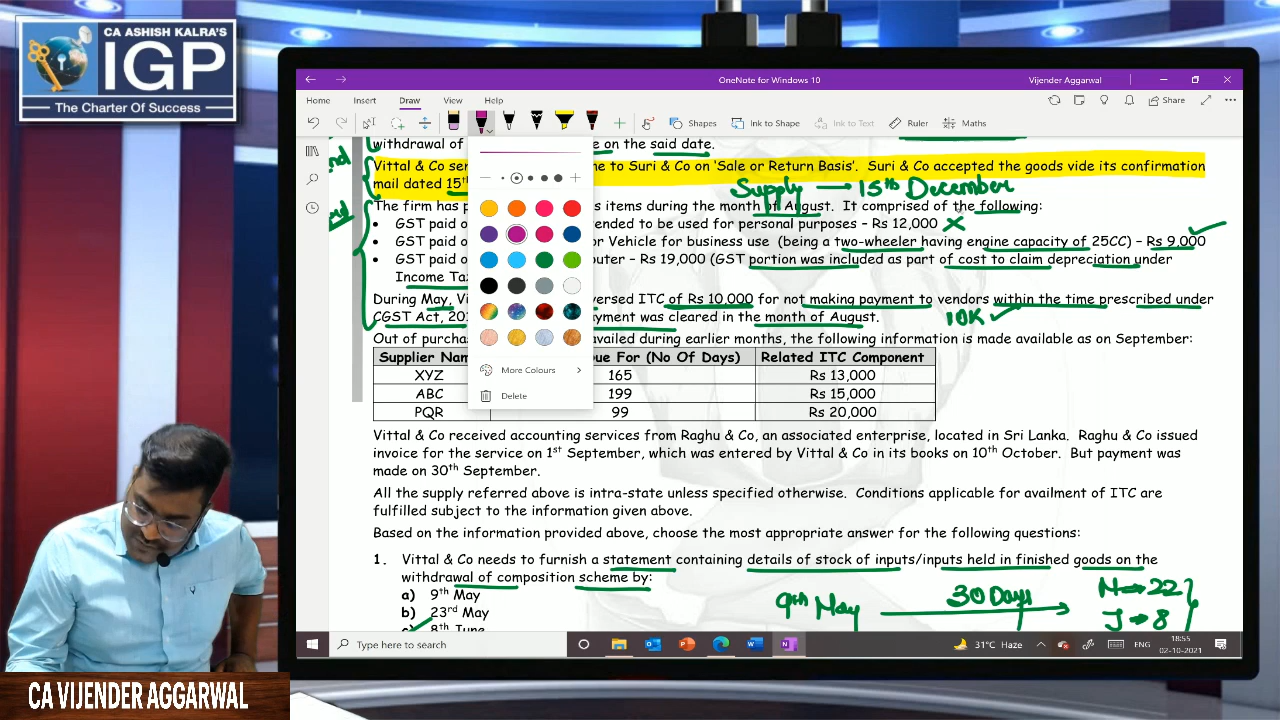 CA ASHISH KALRA'S
IGP
The Charter Of Success
OneNote for Windows 10
Vijender Aggarwal
Home Insert Draw View Help
Share
Shapes Ink to Shape Ink to Text Ruler Maths
withdrawal of on the said date.
Vittal & Co to Suri & Co on 'Sale or Return Basis'. Suri & Co accepted the goods vide its confirmation
mail dated 15th
Supply → 15th December
The firm has items during the month of August. It comprised of the following:
• GST paid ended to be used for personal purposes – Rs 12,000 ×
• GST paid or Vehicle for business use (being a two-wheeler having engine capacity of 25CC) – Rs 9,000
• GST paid puter – Rs 19,000 (GST portion was included as part of cost to claim depreciation under
Income Ta
During May, versed ITC of Rs 10,000 for not making payment to vendors within the time prescribed under
CGST Act, 20 yment was cleared in the month of August.
10K ✓
Out of purcha availed during earlier months, the following information is made available as on September:
Supplier Nam ue For (No Of Days) Related ITC Component
XYZ 165 Rs 13,000
ABC 199 Rs 15,000
PQR 99 Rs 20,000
More Colours
Delete
Vittal & Co received accounting services from Raghu & Co, an associated enterprise, located in Sri Lanka. Raghu & Co issued
invoice for the service on 1st September, which was entered by Vittal & Co in its books on 10th October. But payment was
made on 30th September.
All the supply referred above is intra-state unless specified otherwise. Conditions applicable for availment of ITC are
fulfilled subject to the information given above.
Based on the information provided above, choose the most appropriate answer for the following questions:
1. Vittal & Co needs to furnish a statement containing details of stock of inputs/inputs held in finished goods on the
withdrawal of composition scheme by:
a) 9th May
b) 23rd May
8th June
9th May 30 Days → M → 22
J → 8
Type here to search
31°C Haze ENG 18:55
02-10-2021
CA VIJENDER AGGARWAL